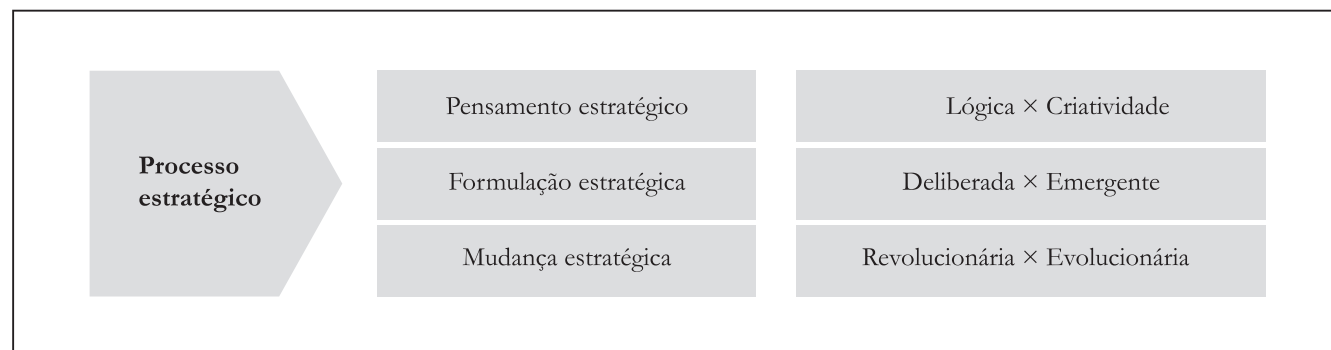 Processo
estratégico
Pensamento estratégico
Lógica × Criatividade
Formulação estratégica
Deliberada × Emergente
Mudança estratégica
Revolucionária × Evolucionária